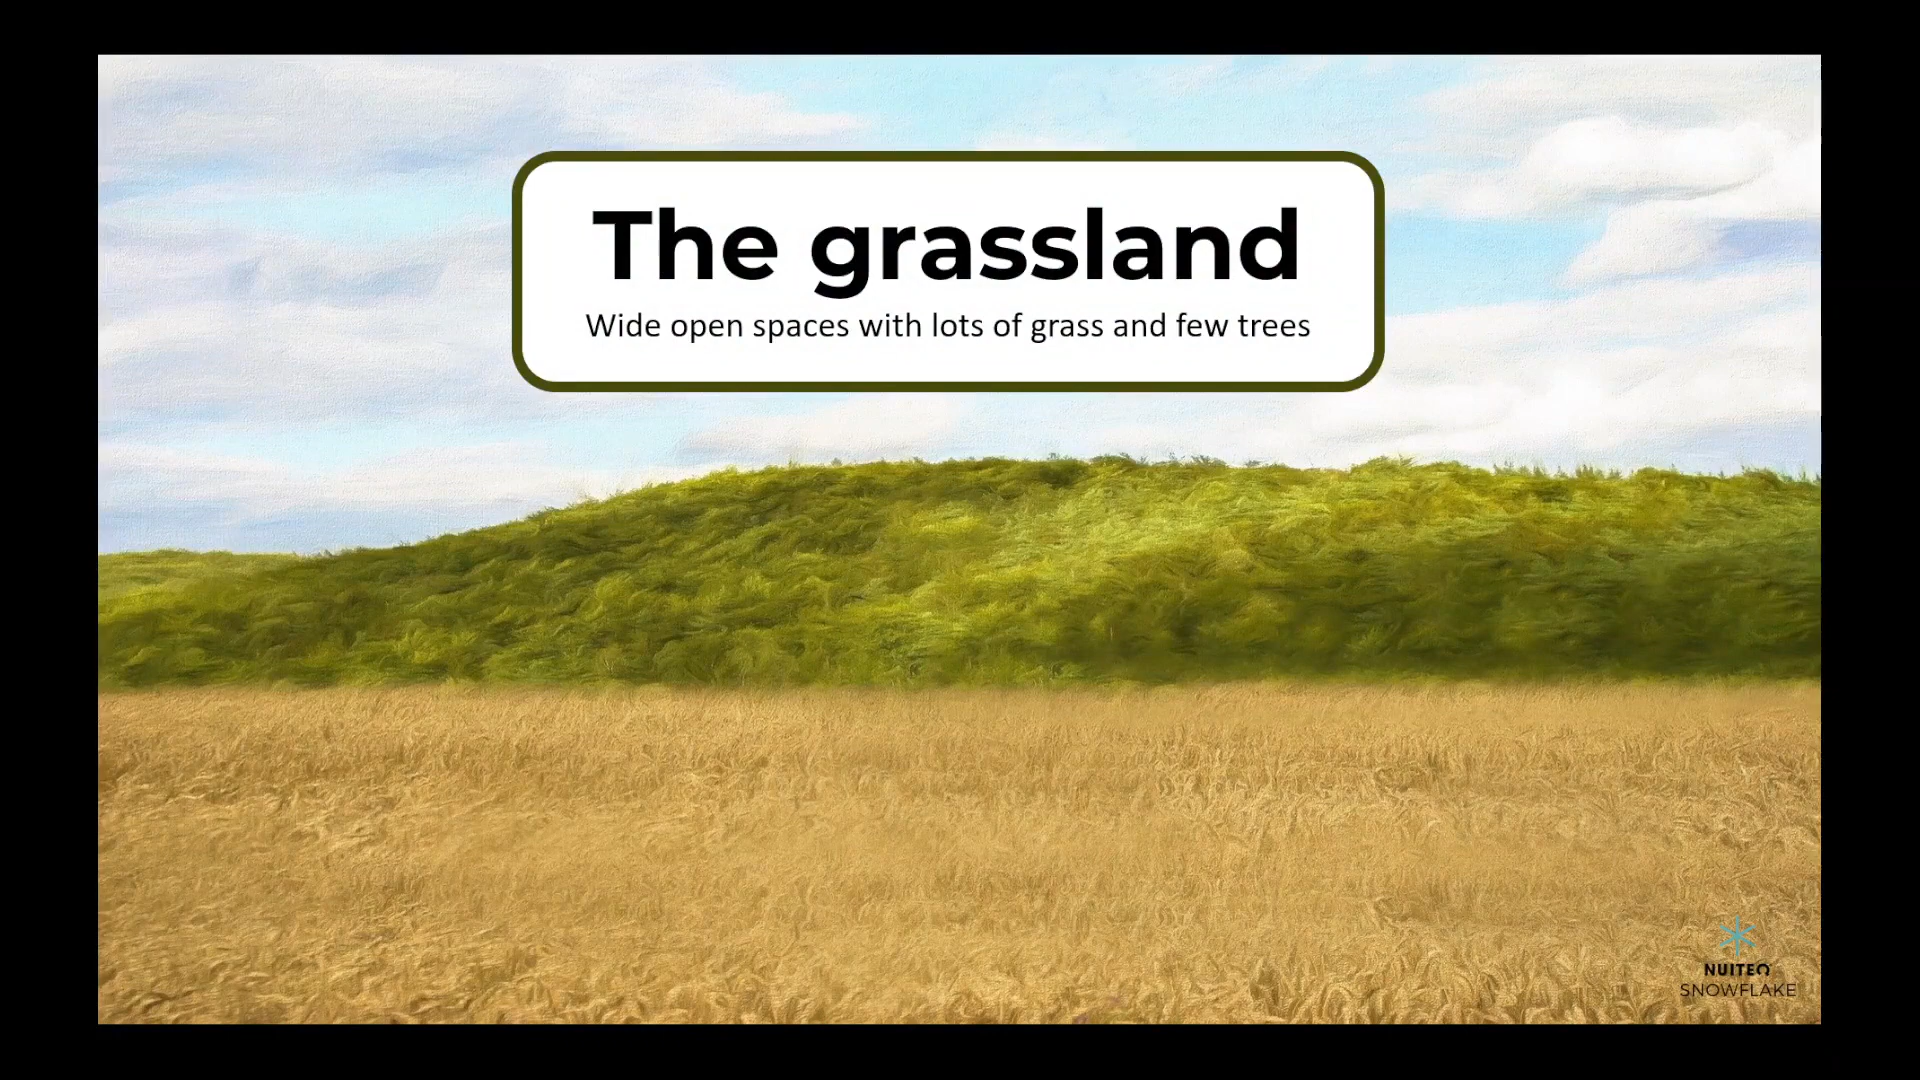 The grassland
Wide open spaces with lots of grass and few trees
NUITEQ
SNOWFLAKE